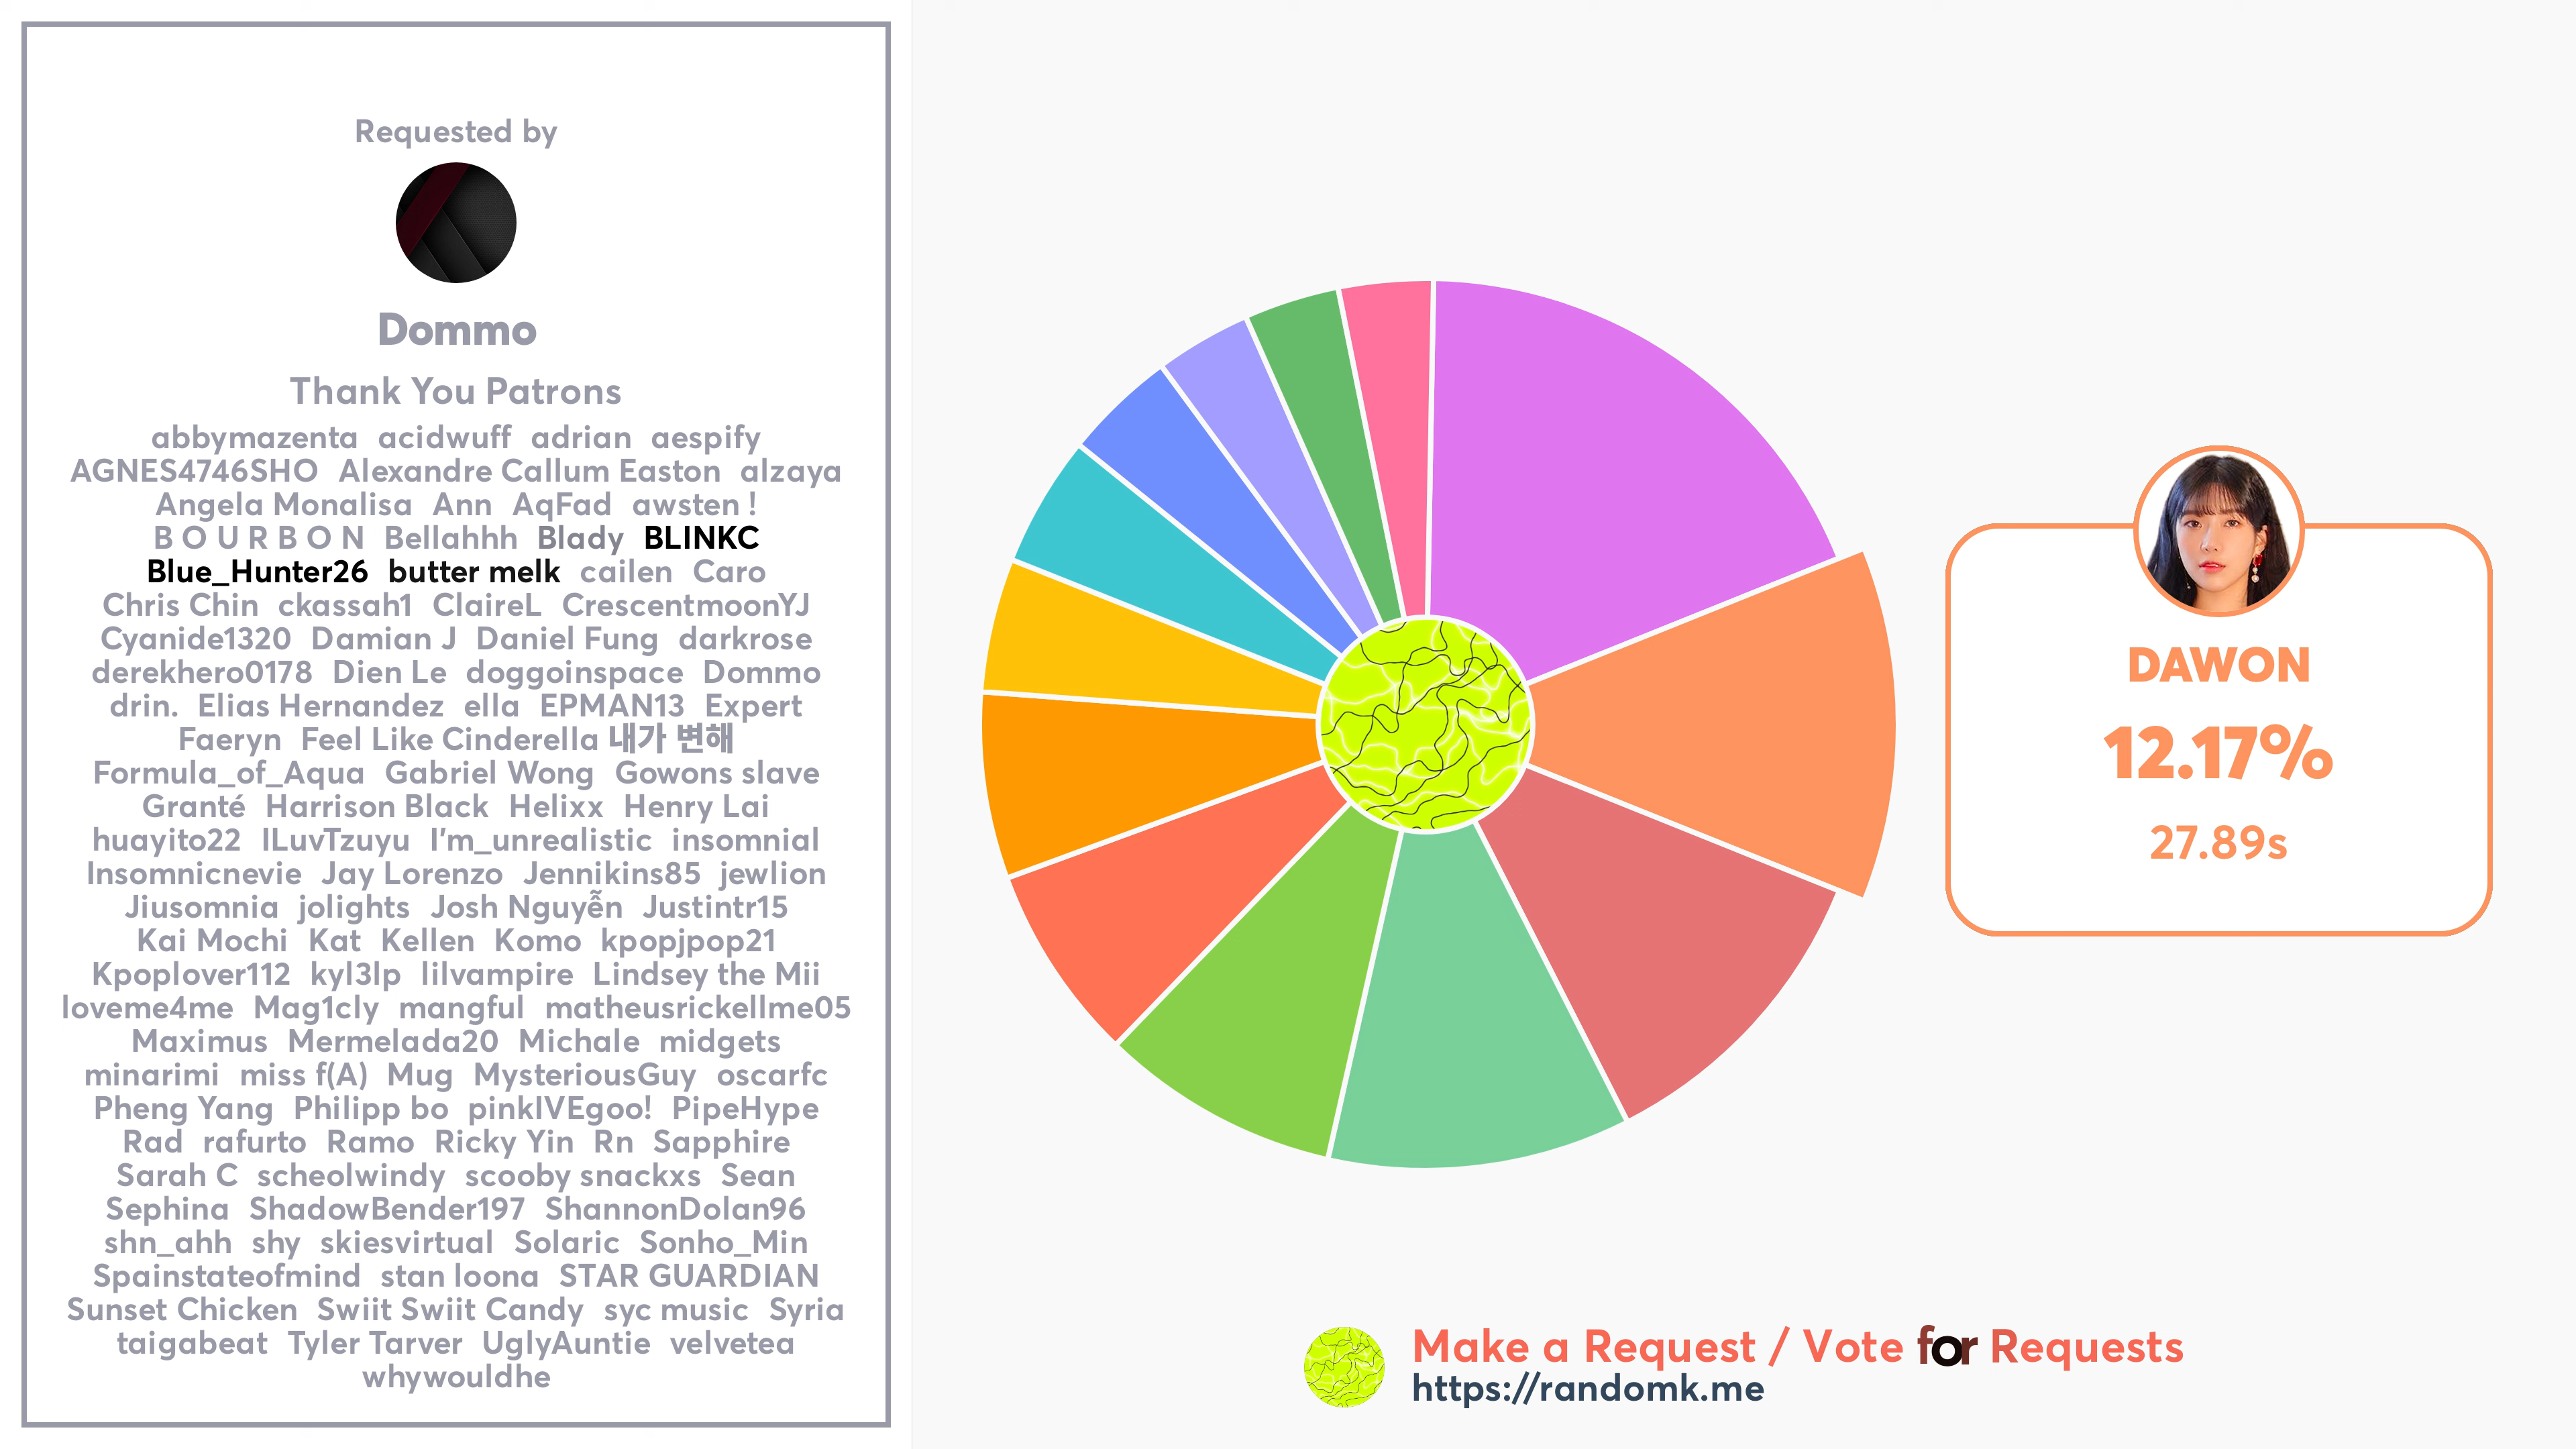 Requested by
Dommo
Thank You Patrons
abbymazenta acidwuff adrian aespify
AGNES4746SHO Alexandre Callum Easton alzaya
Angela Monalisa Ann AqFad awsten !
B O U R B O N Bellahhh Blady BLINKC
Blue_Hunter26 butter melk cailen Caro
Chris Chin ckassah1 ClaireL CrescentmoonYJ
Cyanide1320 Damian J Daniel Fung darkrose
derekhero0178 Dien Le doggoinspace Dommo
drin. Elias Hernandez ella EPMAN13 Expert
Faeryn Feel Like Cinderella 내가 변해
Formula_of_Aqua Gabriel Wong Gowons slave
Granté Harrison Black Helixx Henry Lai
huayito22 ILuvTzuyu I'm_unrealistic insomnial
Insomnicnevie Jay Lorenzo Jennikins85 jewlion
Jiusomnia jolights Josh Nguyễn Justintr15
Kai Mochi Kat Kellen Komo kpopjpop21
Kpoplover112 kyl3lp lilvampire Lindsey the Mii
loveme4me Mag1cly mangful matheusrickellme05
Maximus Mermelada20 Michale midgets
minarimi miss f(A) Mug MysteriousGuy oscarfc
Pheng Yang Philipp bo pinkIVEgoo! PipeHype
Rad rafurto Ramo Ricky Yin Rn Sapphire
Sarah C scheolwindy scooby snackxs Sean
Sephina ShadowBender197 ShannonDolan96
shn_ahh shy skiesvirtual Solaric Sonho_Min
Spainstateofmind stan loona STAR GUARDIAN
Sunset Chicken Swiit Swiit Candy syc music Syria
taigabeat Tyler Tarver UglyAuntie velvetea
whywouldhe
DAWON
12.17%
27.89s
Make a Request / Vote for Requests
https://randomk.me